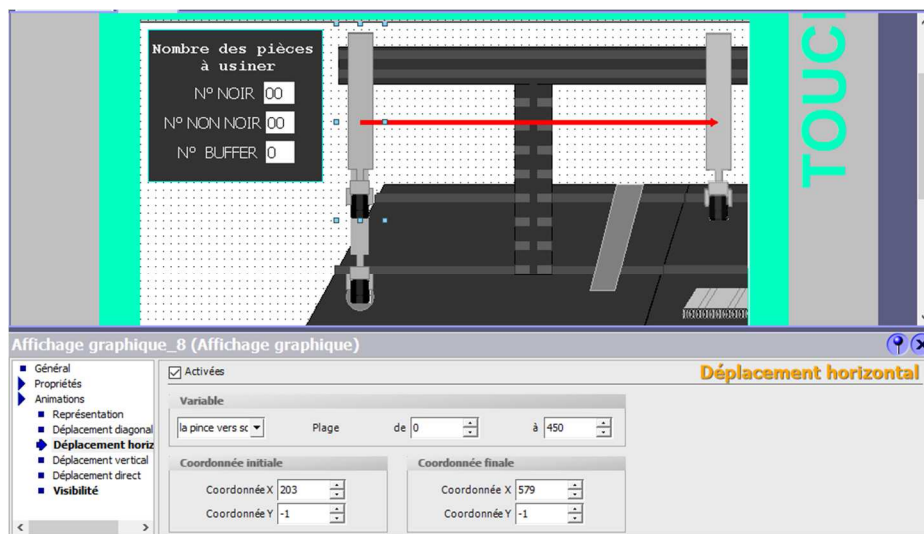 Nombre des pièces
à usiner
N° NOIR 00
N° NON NOIR 00
N° BUFFER 0
TOUC
Affichage graphique_8 (Affichage graphique)
Général
Propriétés
Animations
Représentation
Déplacement diagonal
Déplacement horiz
Déplacement vertical
Déplacement direct
Visibilité
Activées
Déplacement horizontal
Variable
la pince vers sc Plage de 0 à 450
Coordonnée initiale
Coordonnée X 203
Coordonnée Y -1
Coordonnée finale
Coordonnée X 579
Coordonnée Y -1